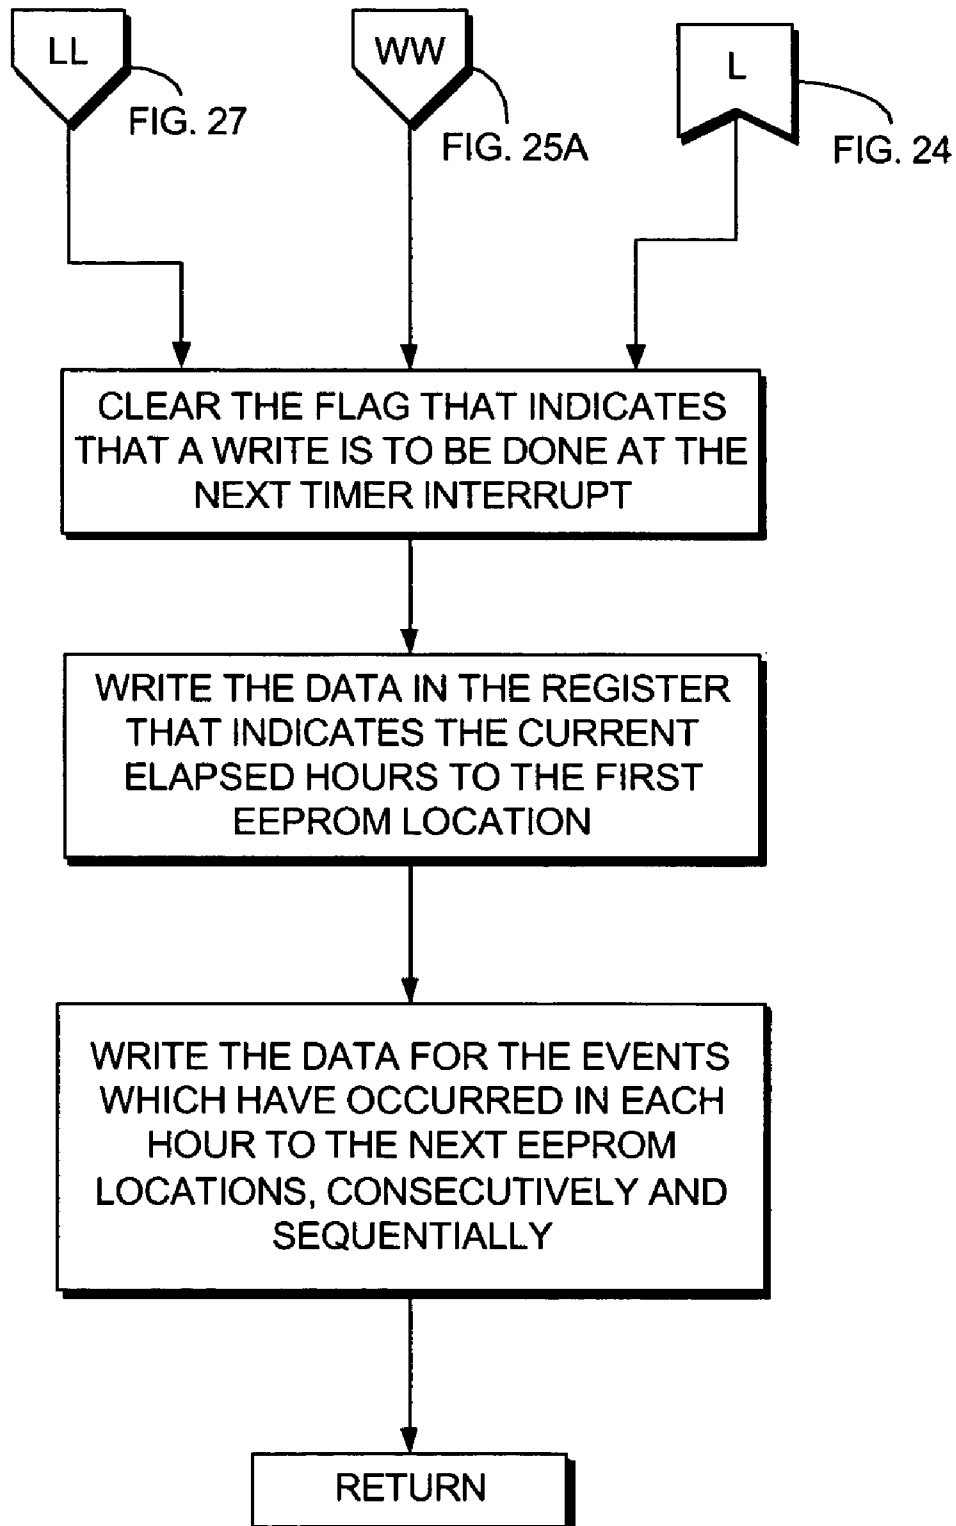 LL
WW
L
FIG. 27
FIG. 25A
FIG. 24
CLEAR THE FLAG THAT INDICATES
THAT A WRITE IS TO BE DONE AT THE
NEXT TIMER INTERRUPT
WRITE THE DATA IN THE REGISTER
THAT INDICATES THE CURRENT
ELAPSED HOURS TO THE FIRST
EEPROM LOCATION
WRITE THE DATA FOR THE EVENTS
WHICH HAVE OCCURRED IN EACH
HOUR TO THE NEXT EEPROM
LOCATIONS, CONSECUTIVELY AND
SEQUENTIALLY
RETURN